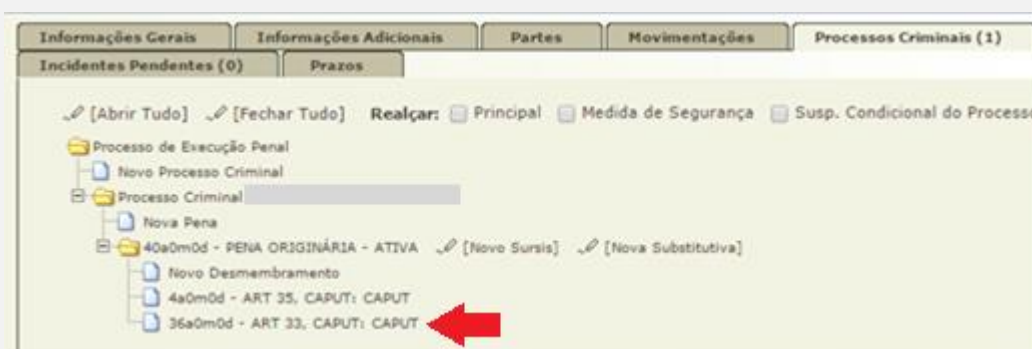 Informações Gerais Informações Adicionais Partes Movimentações Processos Criminais (1)
Incidentes Pendentes (0) Prazos
[Abrir Tudo] [Fechar Tudo] Realçar: Principal Medida de Segurança Susp. Condicional do Processo
Processo de Execução Penal
Novo Processo Criminal
Processo Criminal
Nova Pena
40a0m0d - PENA ORIGINÁRIA - ATIVA [Novo Sursis] [Nova Substitutiva]
Novo Desmembramento
4a0m0d - ART 35, CAPUT: CAPUT
36a0m0d - ART 33, CAPUT: CAPUT